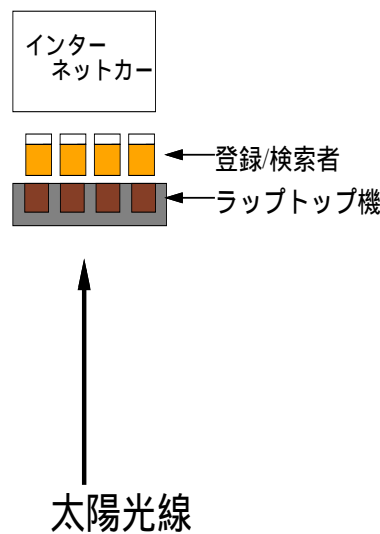 インター
ネットカー
登録/検索者
ラップトップ機
太陽光線